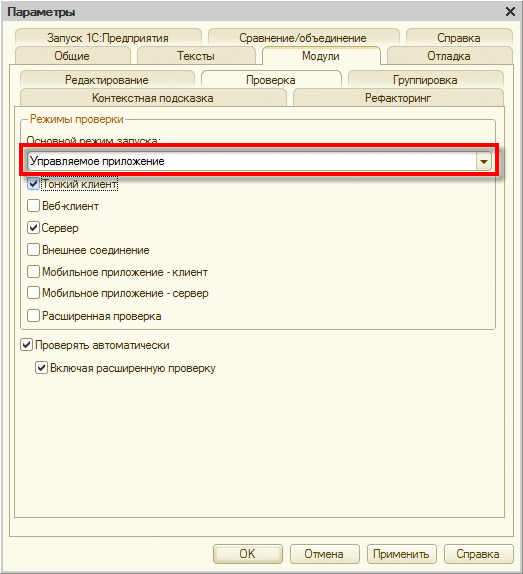 Параметры
Запуск 1С:Предприятия
Сравнение/объединение
Справка
Общие
Тексты
Модули
Отладка
Редактирование
Проверка
Группировка
Контекстная подсказка
Рефакторинг
Режимы проверки
Основной режим запуска:
Управляемое приложение
Тонкий клиент
Веб-клиент
Сервер
Внешнее соединение
Мобильное приложение - клиент
Мобильное приложение - сервер
Расширенная проверка
Проверять автоматически
Включая расширенную проверку
OK
Отмена
Применить
Справка